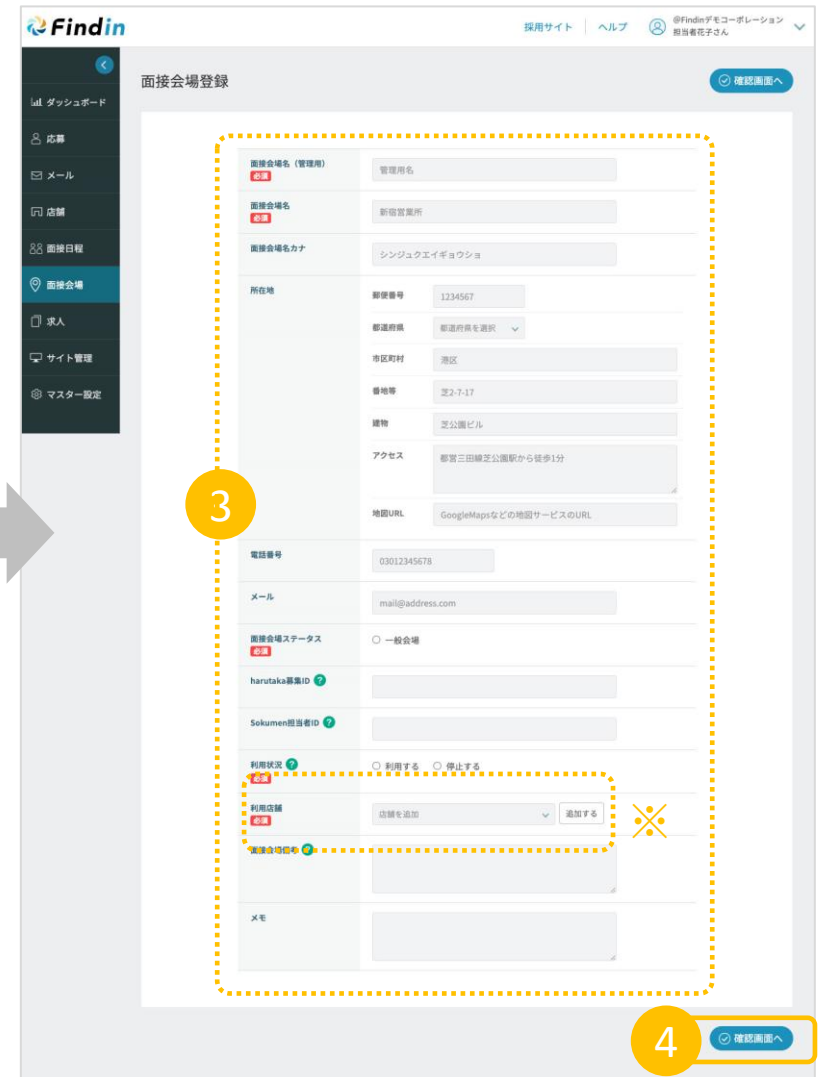 Findin
採用サイト ヘルプ @Findinデモコーポレーション
担当者花子さん
ダッシュボード
応募
メール
店舗
面接日程
面接会場
求人
サイト管理
マスター設定
面接会場登録
確認画面へ
面接会場名（管理用）
必須
管理用名
面接会場名
必須
新宿営業所
面接会場名カナ
シンジュクエイギョウショ
所在地
郵便番号 1234567
都道府県 都道府県を選択
市区町村 港区
番地等 芝2-7-17
建物 芝公園ビル
アクセス 都営三田線芝公園駅から徒歩1分
地図URL GoogleMapsなどの地図サービスのURL
3
電話番号 03012345678
メール mail@address.com
面接会場ステータス
必須
一般会場
harutaka募集ID ?
Sokumen担当者ID ?
利用状況 ?
必須
利用する 停止する
利用店舗
必須
店舗を追加 追加する
※
面接会場備考 ?
メモ
4
確認画面へ